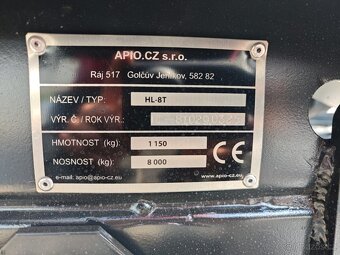 APIO.CZ s.r.o.
Ráj 517 Golčův Jeníkov, 582 82
NÁZEV / TYP: HL-8T
VÝR. Č./ ROK VÝR.:
HMOTNOST (kg): 1 150
NOSNOST (kg): 8 000
CE
e-mail: apio@apio-cz.eu
www.apio-cz.eu